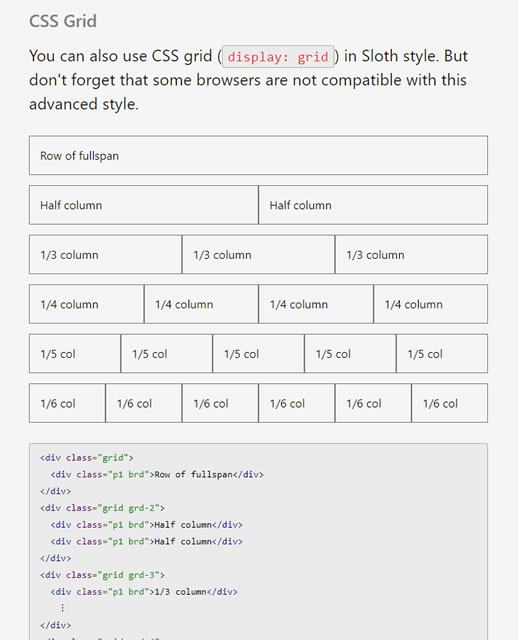 CSS Grid
You can also use CSS grid ( display: grid ) in Sloth style. But
don't forget that some browsers are not compatible with this
advanced style.
Row of fullspan
Half column Half column
1/3 column 1/3 column 1/3 column
1/4 column 1/4 column 1/4 column 1/4 column
1/5 col 1/5 col 1/5 col 1/5 col 1/5 col
1/6 col 1/6 col 1/6 col 1/6 col 1/6 col 1/6 col
<div class="grid">
<div class="p1 brd">Row of fullspan</div>
</div>
<div class="grid grd-2">
<div class="p1 brd">Half column</div>
<div class="p1 brd">Half column</div>
</div>
<div class="grid grd-3">
<div class="p1 brd">1/3 column</div>
⋮
</div>